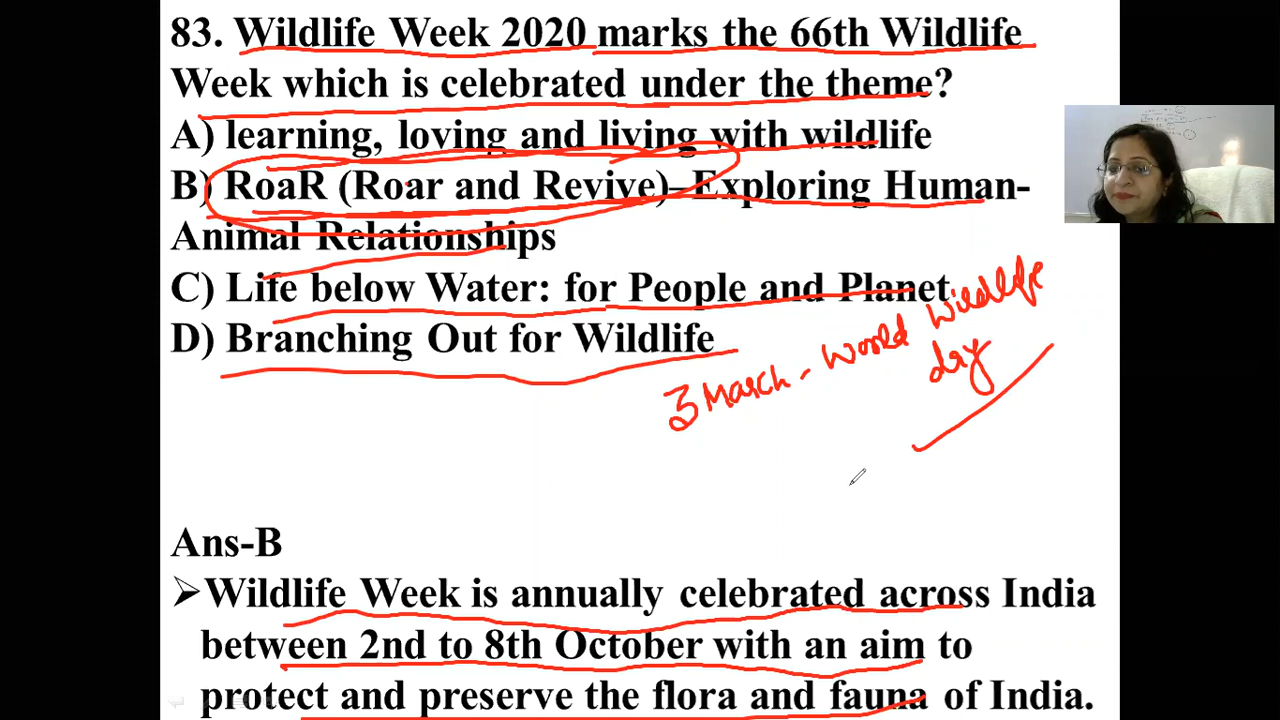 83. Wildlife Week 2020 marks the 66th Wildlife
Week which is celebrated under the theme?
A) learning, loving and living with wildlife
B) RoaR (Roar and Revive)–Exploring Human-
Animal Relationships
C) Life below Water: for People and Planet
D) Branching Out for Wildlife
3 March - World Wildlife
day
Ans-B
➢Wildlife Week is annually celebrated across India
between 2nd to 8th October with an aim to
protect and preserve the flora and fauna of India.